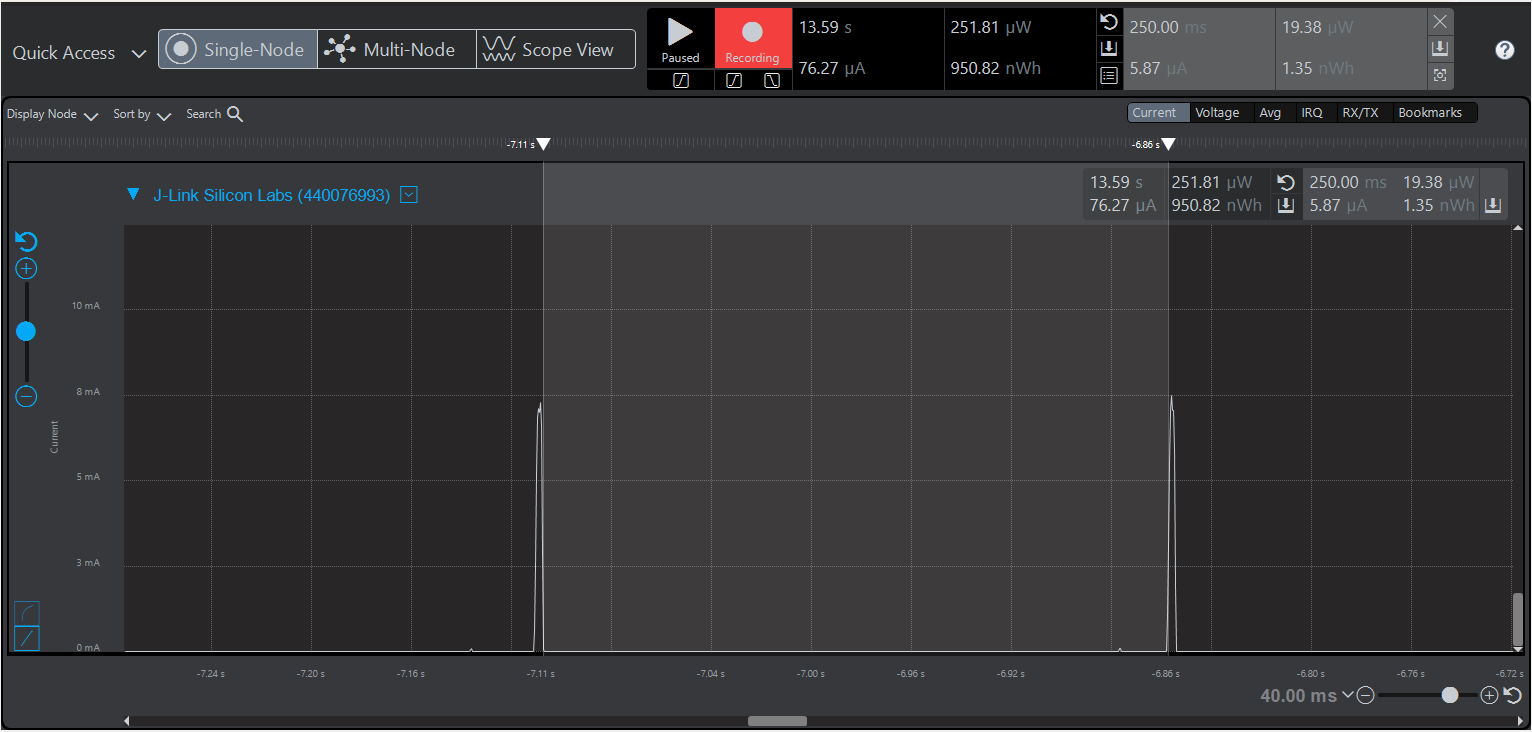 Quick Access Single-Node Multi-Node Scope View
Paused Recording
13.59 s 251.81 µW 250.00 ms 19.38 µW
76.27 µA 950.82 nWh 5.87 µA 1.35 nWh
?
Display Node Sort by Search Current Voltage Avg IRQ RX/TX Bookmarks
-7.11 s -6.86 s
J-Link Silicon Labs (440076993)
13.59 s 251.81 µW 250.00 ms 19.38 µW
76.27 µA 950.82 nWh 5.87 µA 1.35 nWh
10 mA
8 mA
Current
5 mA
3 mA
0 mA
-7.24 s -7.20 s -7.16 s -7.11 s -7.04 s -7.00 s -6.96 s -6.92 s -6.86 s -6.80 s -6.76 s -6.72 s
40.00 ms